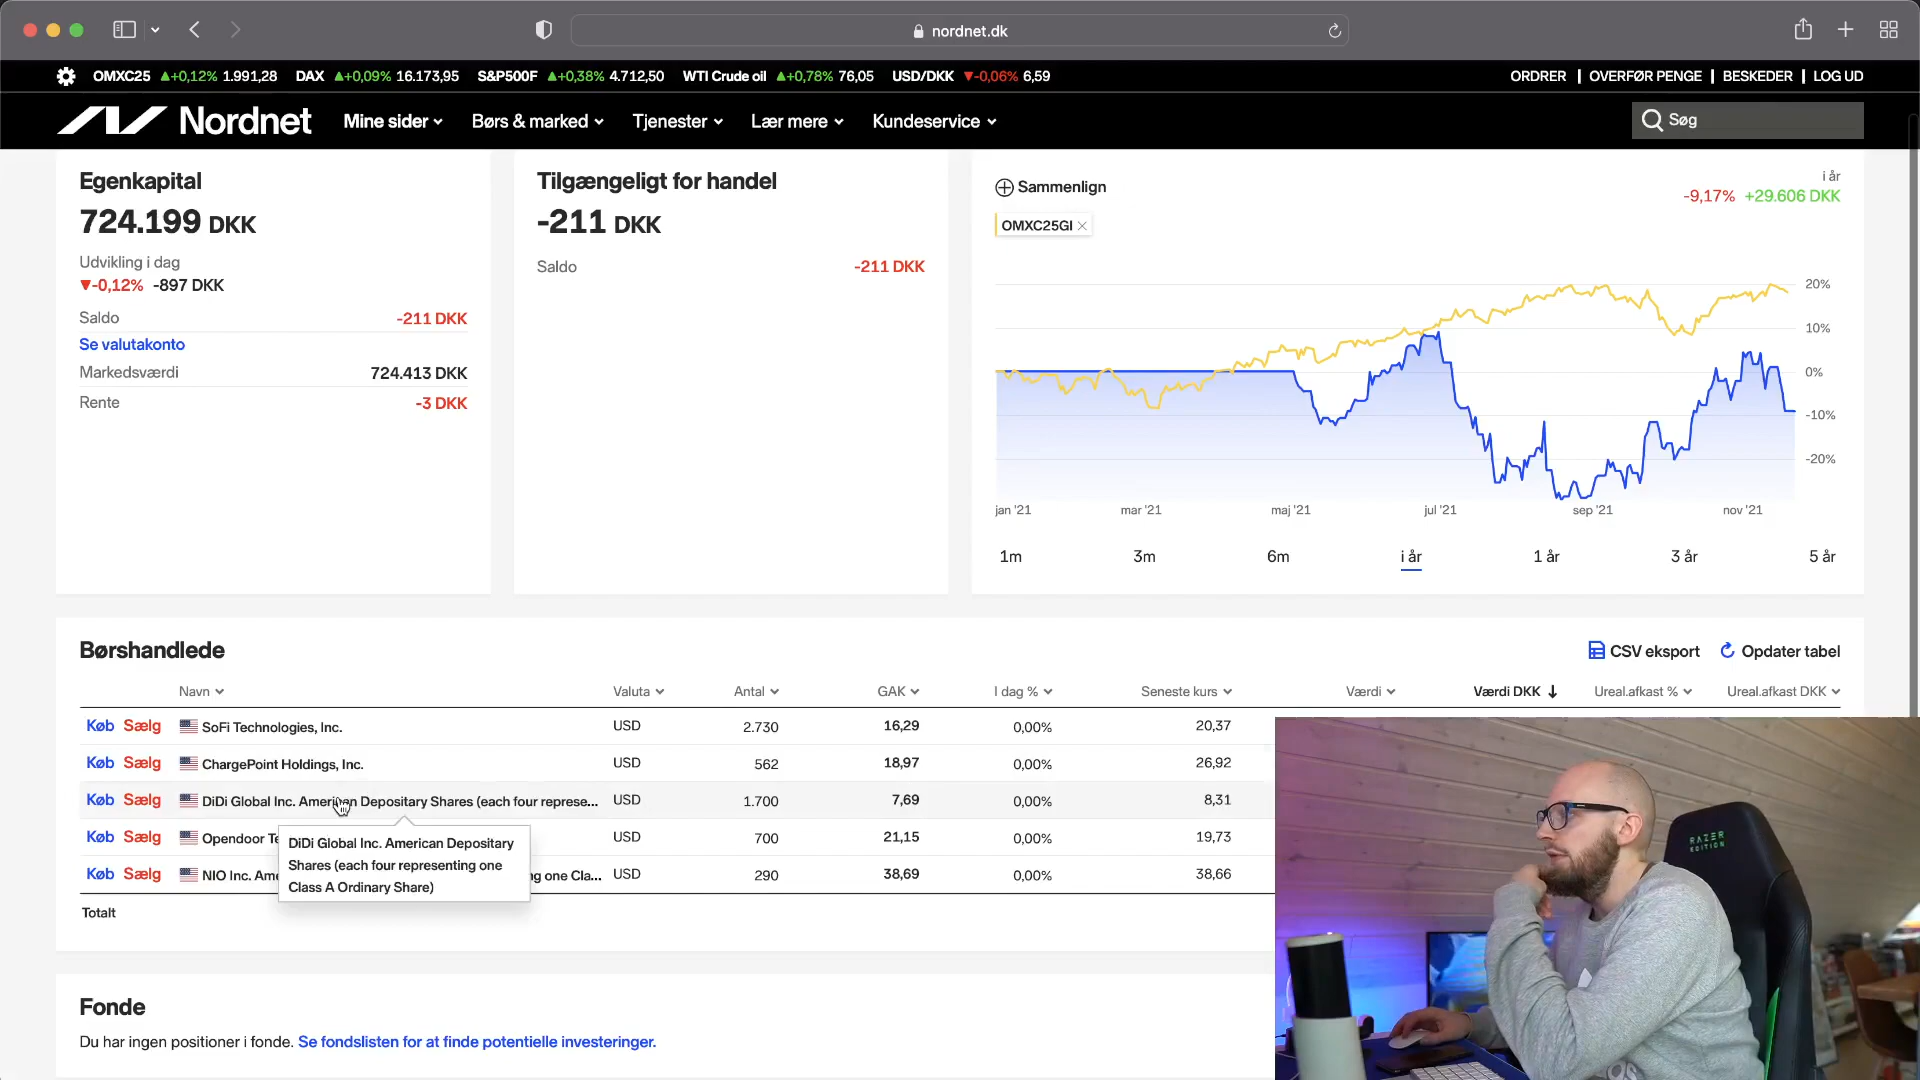 nordnet.dk
OMXC25 ▲+0,12% 1.991,28 DAX ▲+0,09% 16.173,95 S&P500F ▲+0,38% 4.712,50 WTI Crude oil ▲+0,78% 76,05 USD/DKK ▼-0,06% 6,59 ORDRER | OVERFØR PENGE | BESKEDER | LOG UD
Nordnet Mine sider Børs & marked Tjenester Lær mere Kundeservice Søg
Egenkapital
724.199 DKK
Udvikling i dag
▼-0,12% -897 DKK
Saldo -211 DKK
Se valutakonto
Markedsværdi 724.413 DKK
Rente -3 DKK
Tilgængeligt for handel
-211 DKK
Saldo -211 DKK
Sammenlign
i år
-9,17% +29.606 DKK
OMXC25GI
20%
10%
0%
-10%
-20%
jan '21 mar '21 maj '21 jul '21 sep '21 nov '21
1m 3m 6m i år 1 år 3 år 5 år
Børshandlede
CSV eksport Opdater tabel
Navn Valuta Antal GAK I dag % Seneste kurs Værdi Værdi DKK ↓ Ureal.afkast % Ureal.afkast DKK
Køb Sælg SoFi Technologies, Inc. USD 2.730 16,29 0,00% 20,37
Køb Sælg ChargePoint Holdings, Inc. USD 562 18,97 0,00% 26,92
Køb Sælg DiDi Global Inc. American Depositary Shares (each four represe... USD 1.700 7,69 0,00% 8,31
Køb Sælg Opendoor Te USD 700 21,15 0,00% 19,73
Køb Sælg NIO Inc. Ame ng one Cla... USD 290 38,69 0,00% 38,66
DiDi Global Inc. American Depositary
Shares (each four representing one
Class A Ordinary Share)
Totalt
Fonde
Du har ingen positioner i fonde. Se fondslisten for at finde potentielle investeringer.
RAZER
EDITION